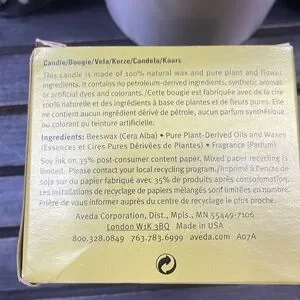 Candle/Bougie/Vela/Kerze/Candela/Kaars
This candle is made of 100% natural wax and pure plant and flower
ingredients. It contains no petroleum-derived ingredients, synthetic aromas
or artificial dyes and colorants. /Cette bougie est fabriquée avec de la cire
100% naturelle et des ingrédients à base de plantes et de fleurs pures. Elle
ne contient aucun ingrédient dérivé de pétrole, aucun parfum synthétique
ou colorant ou teinture artificielle.
Ingredients: Beeswax (Cera Alba) • Pure Plant-Derived Oils and Waxes
(Essences et Cires Pures Dérivées de Plantes) • Fragrance (Parfum)
Soy ink on 35% post-consumer content paper. Mixed paper recycling is
limited. Please contact your local recycling program./Imprimé à l'encre de
soja sur du papier fabriqué avec 35% de produits après consommation.
Les installations de recyclage de papiers mélangés sont limitées en nombre.
Prière de vous informer auprès du centre de recyclage le plus proche.
Aveda Corporation, Dist., Mpls., MN 55449-7106
London W1K 3BQ Made in USA
800.328.0849 763.783.6999 aveda.com A07A